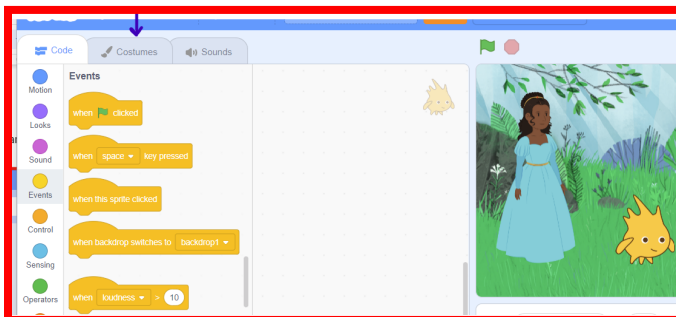 Code
Costumes
Sounds
Motion
Looks
Sound
Events
Control
Sensing
Operators
Events
when clicked
when space key pressed
when this sprite clicked
when backdrop switches to backdrop1
when loudness > 10